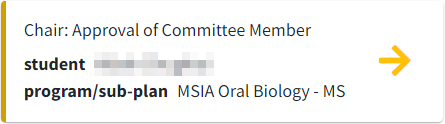 Chair: Approval of Committee Member
student
program/sub-plan MSIA Oral Biology - MS